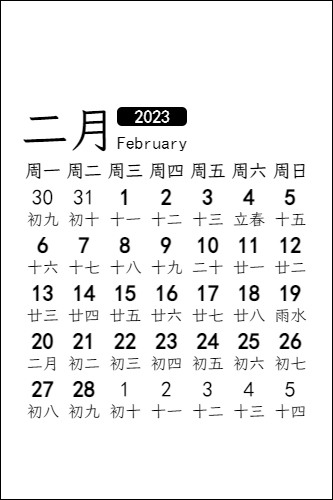 二月 2023
February
周一 周二 周三 周四 周五 周六 周日
30 31 1 2 3 4 5
初九 初十 十一 十二 十三 立春 十五
6 7 8 9 10 11 12
十六 十七 十八 十九 二十 廿一 廿二
13 14 15 16 17 18 19
廿三 廿四 廿五 廿六 廿七 廿八 雨水
20 21 22 23 24 25 26
二月 初二 初三 初四 初五 初六 初七
27 28 1 2 3 4 5
初八 初九 初十 十一 十二 十三 十四